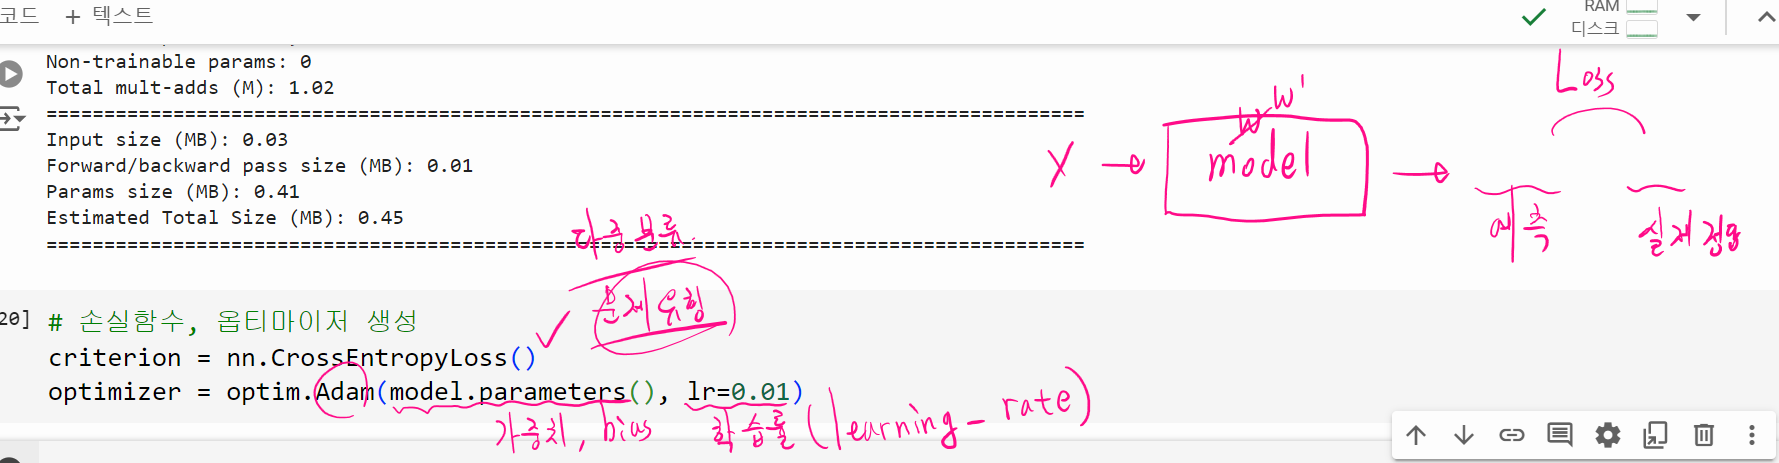 코드 + 텍스트
RAM
디스크
Non-trainable params: 0
Total mult-adds (M): 1.02
==========================================================================================
Input size (MB): 0.03
Forward/backward pass size (MB): 0.01
Params size (MB): 0.41
Estimated Total Size (MB): 0.45
==========================================================================================
Loss
W W'
X → model →
예측 실제정답
다중분류
문제유형
20] # 손실함수, 옵티마이저 생성
criterion = nn.CrossEntropyLoss()
optimizer = optim.Adam(model.parameters(), lr=0.01)
가중치, bias 학습률 (learning-rate)